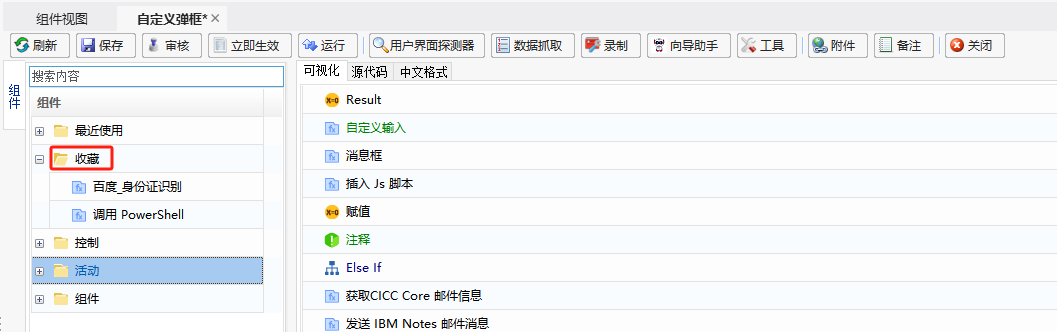 组件视图 自定义弹框*
刷新 保存 审核 立即生效 运行 用户界面探测器 数据抓取 录制 向导助手 工具 附件 备注 关闭
组件
搜索内容
组件
最近使用
收藏
百度_身份证识别
调用 PowerShell
控制
活动
组件
可视化 源代码 中文格式
Result
自定义输入
消息框
插入 Js 脚本
赋值
注释
Else If
获取CICC Core 邮件信息
发送 IBM Notes 邮件消息